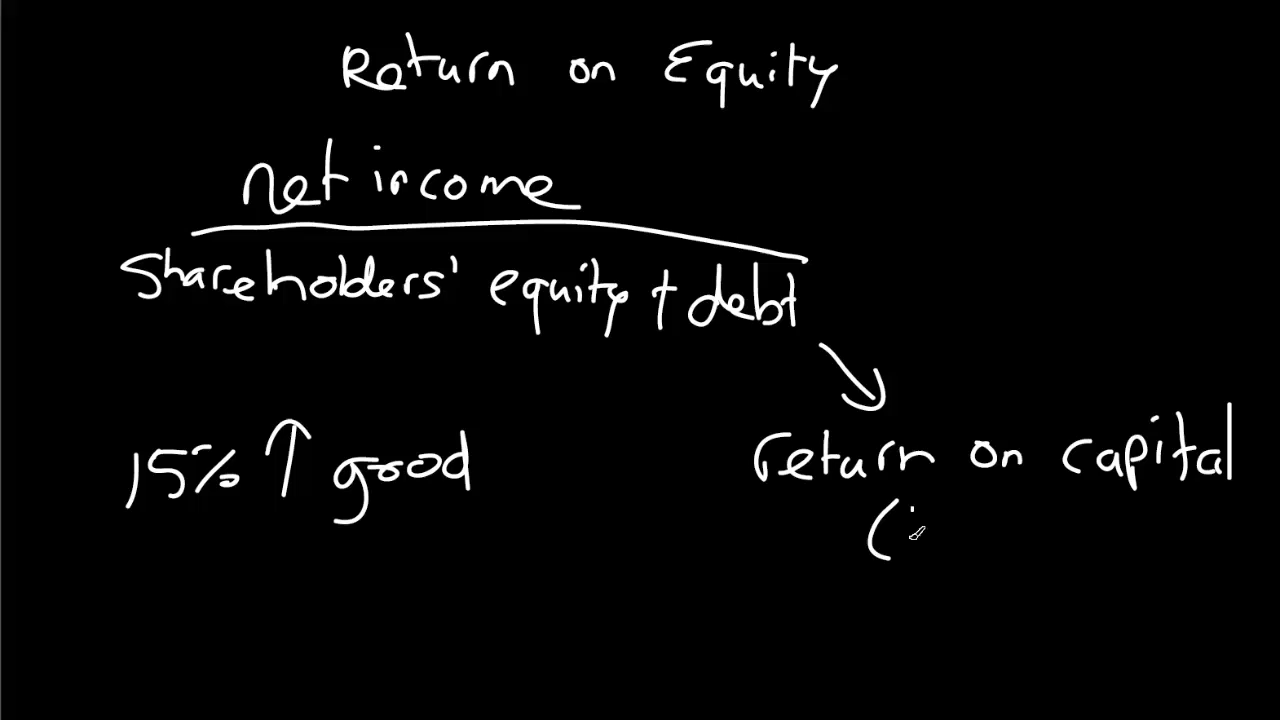 Return on Equity
net income
Shareholders' equity + debt
15% ↑ good
return on capital
(i